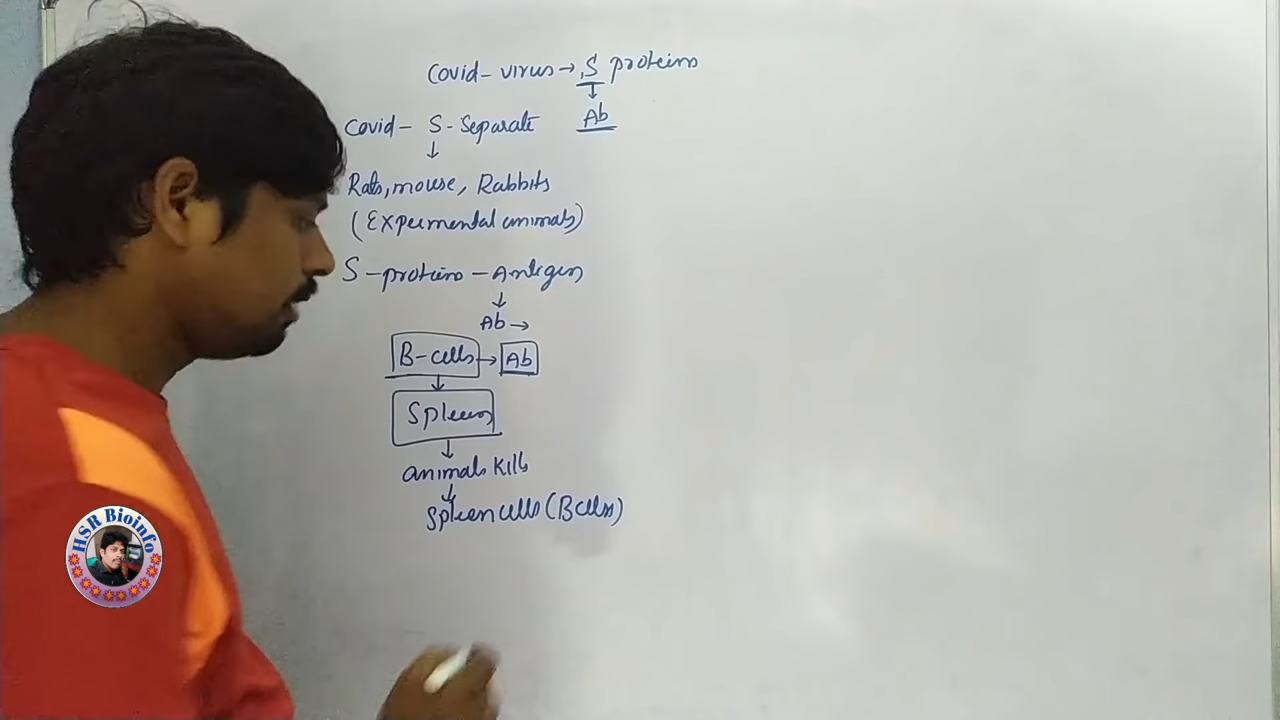 Covid-virus→S proteins
↓
Ab
Covid- S-Separate
↓
Rats, mouse, Rabbits
(Experimental animals)
S-proteins-Antigen
↓
Ab→
B-cells→Ab
↓
Spleen
↓
animals kills
↓
Spleen cells (B cells)
HSR Bioinfo